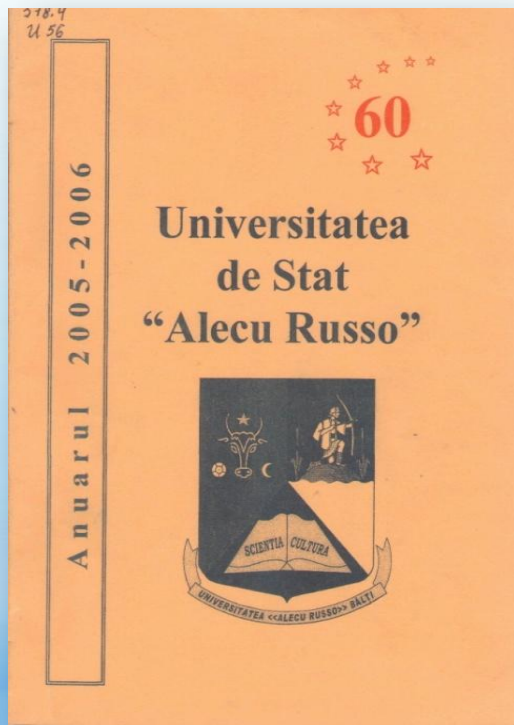 378.4
U 56
60
Anuarul 2005-2006
Universitatea
de Stat
“Alecu Russo”
SCIENTIA CULTURA
UNIVERSITATEA <<ALECU RUSSO>> BĂLŢI